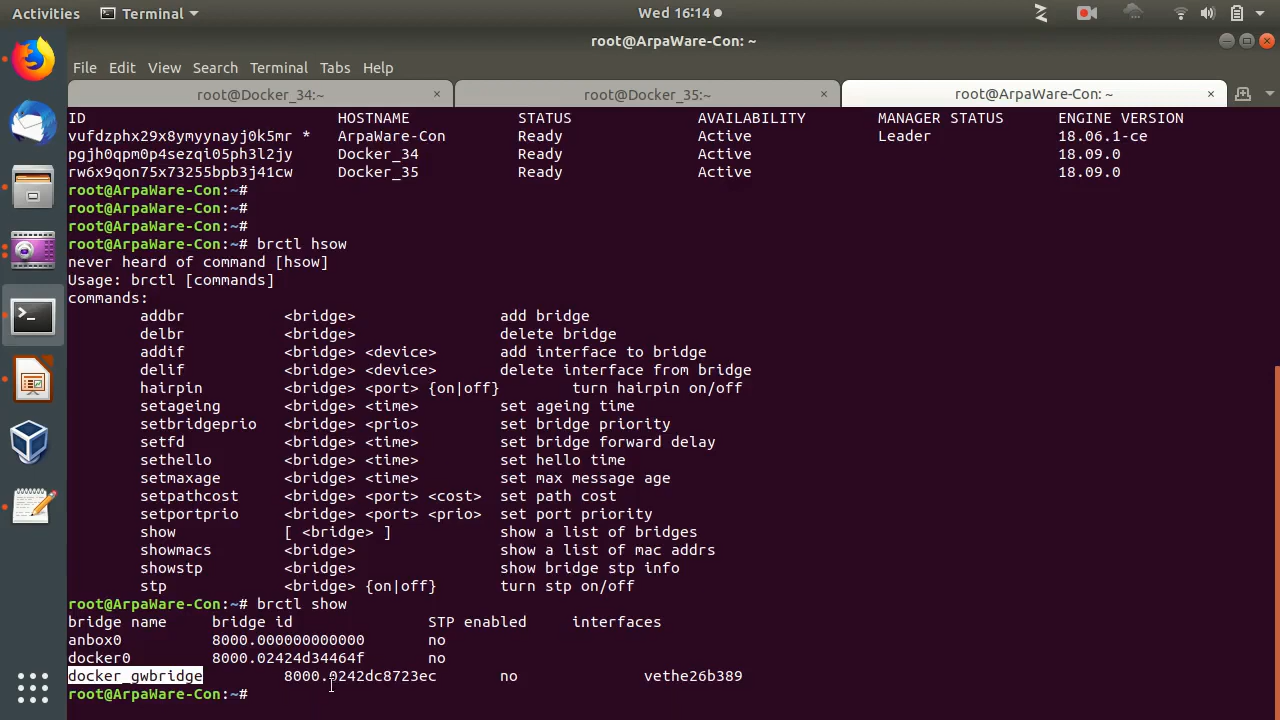 Activities Terminal Wed 16:14
root@ArpaWare-Con: ~
File Edit View Search Terminal Tabs Help
root@Docker_34:~ × root@Docker_35:~ × root@ArpaWare-Con: ~ ×
ID HOSTNAME STATUS AVAILABILITY MANAGER STATUS ENGINE VERSION
vufdzphx29x8ymyynayj0k5mr * ArpaWare-Con Ready Active Leader 18.06.1-ce
pgjh0qpm0p4sezqi05ph3l2jy Docker_34 Ready Active 18.09.0
rw6x9qon75x73255bpb3j41cw Docker_35 Ready Active 18.09.0
root@ArpaWare-Con:~#
root@ArpaWare-Con:~#
root@ArpaWare-Con:~#
root@ArpaWare-Con:~# brctl hsow
never heard of command [hsow]
Usage: brctl [commands]
commands:
addbr <bridge> add bridge
delbr <bridge> delete bridge
addif <bridge> <device> add interface to bridge
delif <bridge> <device> delete interface from bridge
hairpin <bridge> <port> {on|off} turn hairpin on/off
setageing <bridge> <time> set ageing time
setbridgeprio <bridge> <prio> set bridge priority
setfd <bridge> <time> set bridge forward delay
sethello <bridge> <time> set hello time
setmaxage <bridge> <time> set max message age
setpathcost <bridge> <port> <cost> set path cost
setportprio <bridge> <port> <prio> set port priority
show [ <bridge> ] show a list of bridges
showmacs <bridge> show a list of mac addrs
showstp <bridge> show bridge stp info
stp <bridge> {on|off} turn stp on/off
root@ArpaWare-Con:~# brctl show
bridge name bridge id STP enabled interfaces
anbox0 8000.000000000000 no
docker0 8000.02424d34464f no
docker_gwbridge 8000.0242dc8723ec no vethe26b389
root@ArpaWare-Con:~#